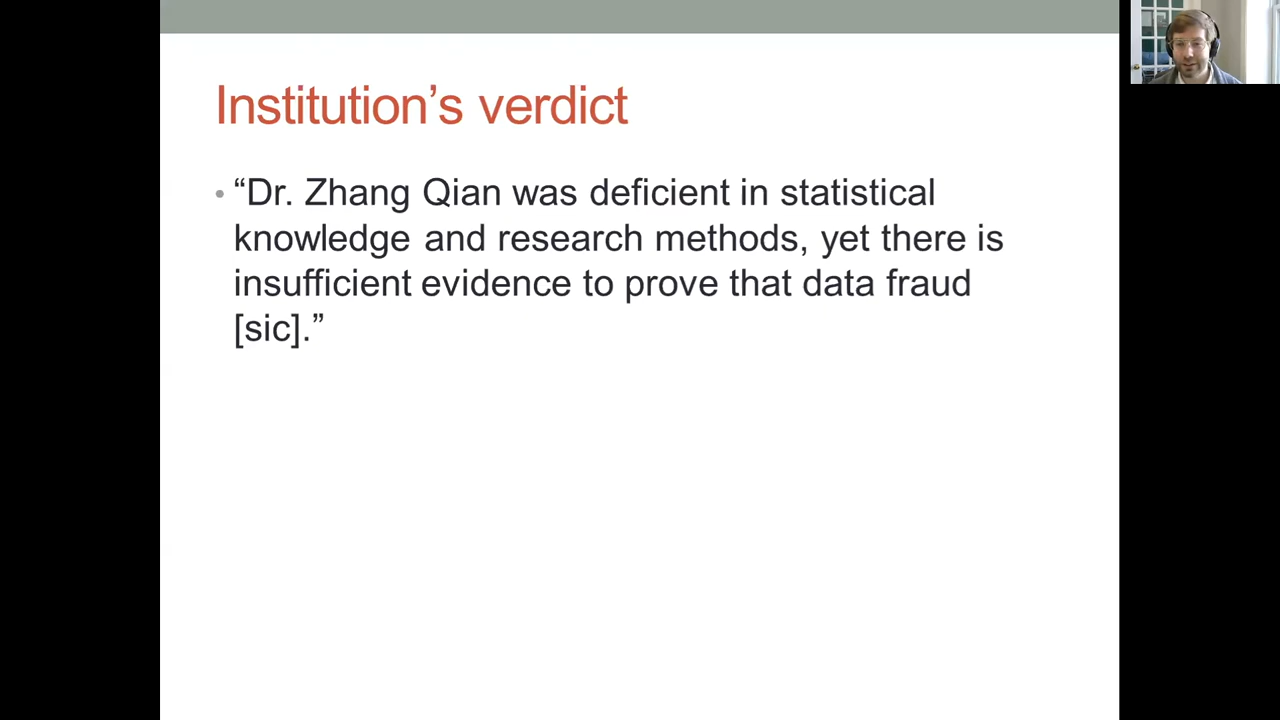 Institution’s verdict
• “Dr. Zhang Qian was deficient in statistical
knowledge and research methods, yet there is
insufficient evidence to prove that data fraud
[sic].”